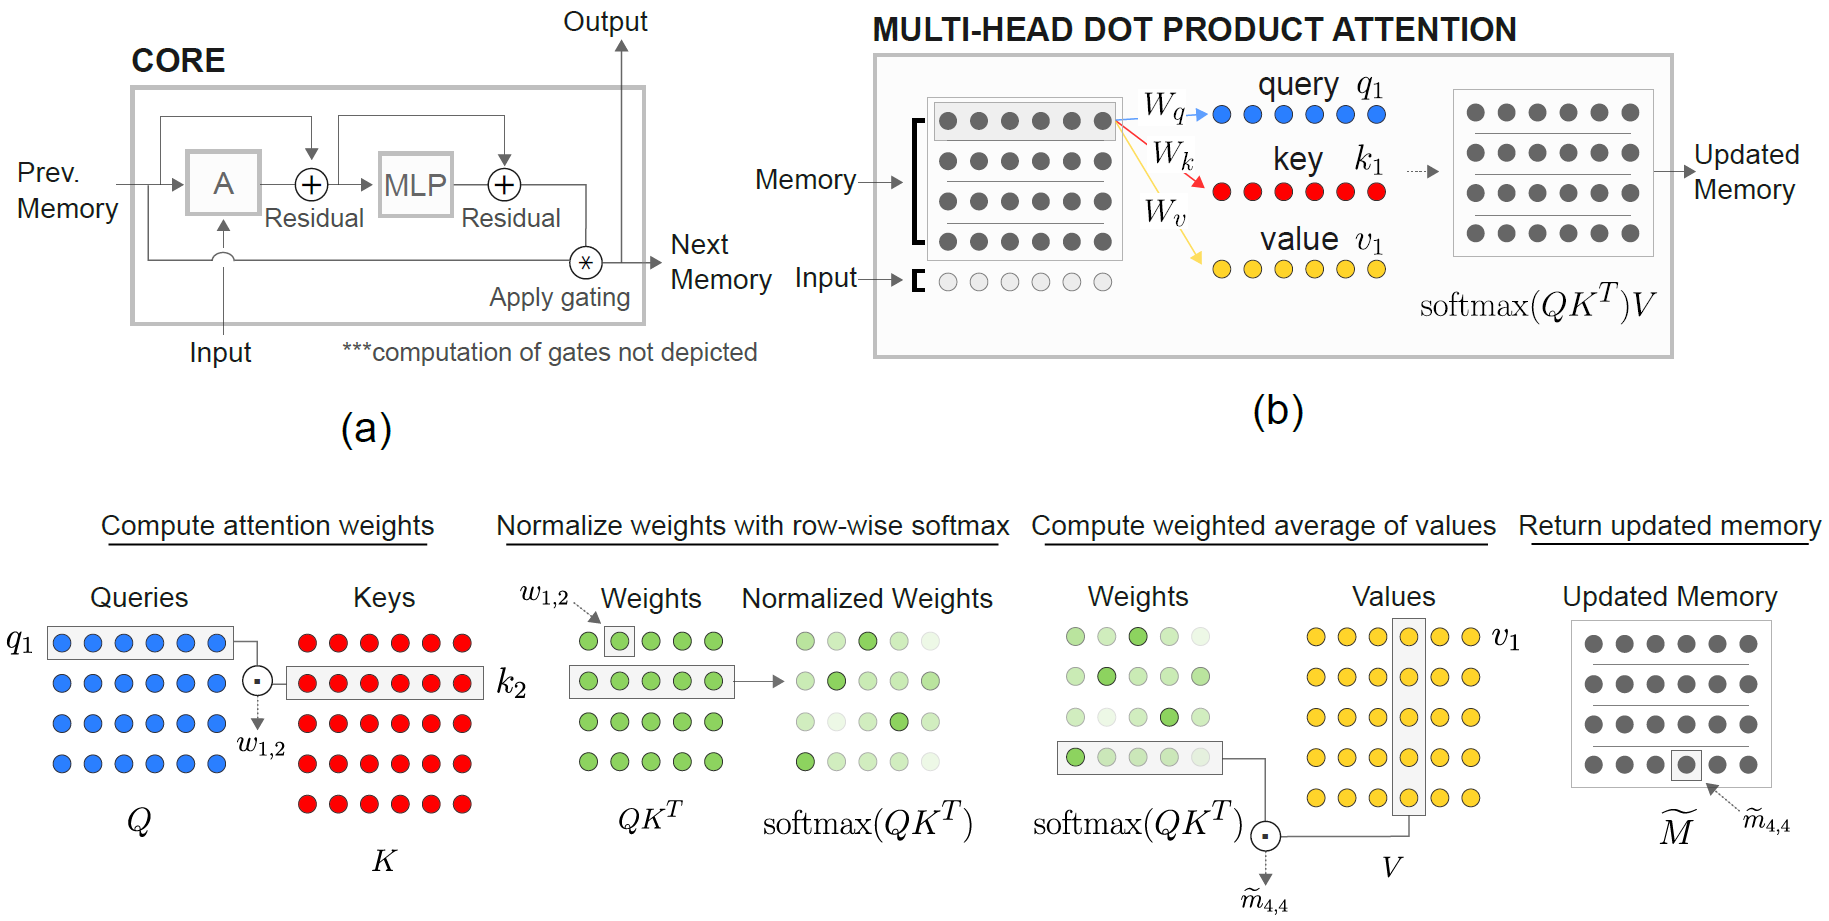 CORE
Output
Prev.
Memory
A
MLP
Residual
Residual
Next
Memory
Apply gating
Input
***computation of gates not depicted
(a)
MULTI-HEAD DOT PRODUCT ATTENTION
Memory
Input
W_q
W_k
W_v
query q_1
key k_1
value v_1
softmax(QK^T)V
Updated
Memory
(b)
Compute attention weights
Queries
Keys
q_1
k_2
w_{1,2}
Q
K
Normalize weights with row-wise softmax
w_{1,2}
Weights
Normalized Weights
QK^T
softmax(QK^T)
Compute weighted average of values
Weights
Values
v_1
softmax(QK^T)
V
\widetilde{m}_{4,4}
Return updated memory
Updated Memory
\widetilde{M}
\widetilde{m}_{4,4}